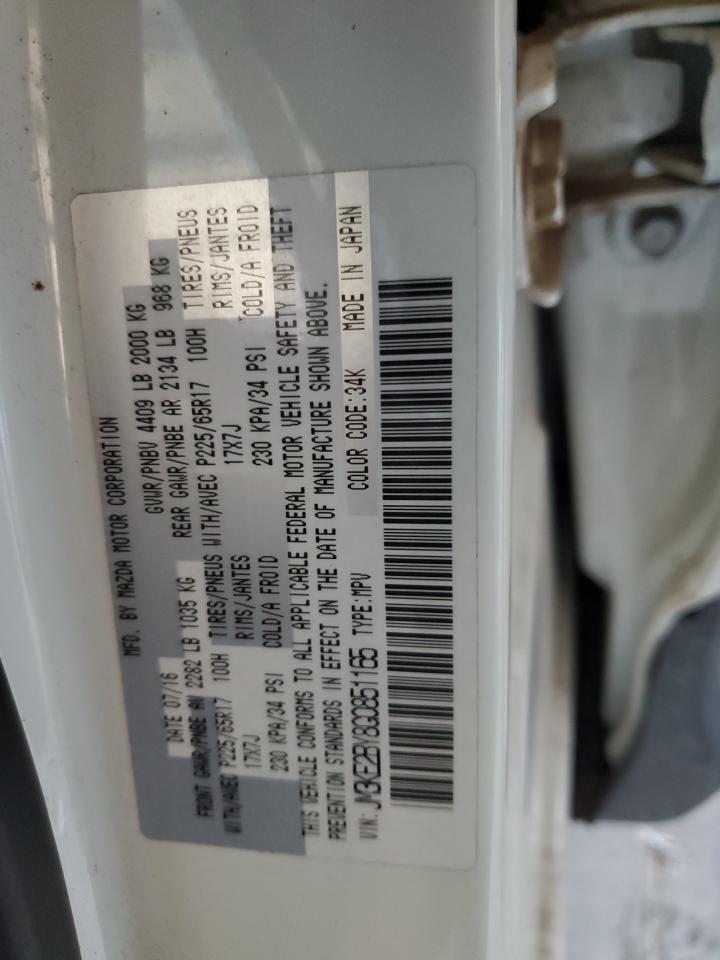 MFD. BY MAZDA MOTOR CORPORATION
DATE 07/16 GVWR/PNBV 4409 LB 2000 KG
FRONT GAWR/PNBE AV 2282 LB 1035 KG REAR GAWR/PNBE AR 2134 LB 968 KG
WITH/AVEC P225/65R17 100H TIRES/PNEUS WITH/AVEC P225/65R17 100H TIRES/PNEUS
17X7J RIMS/JANTES 17X7J RIMS/JANTES
230 KPA/34 PSI COLD/A FROID 230 KPA/34 PSI COLD/A FROID
THIS VEHICLE CONFORMS TO ALL APPLICABLE FEDERAL MOTOR VEHICLE SAFETY AND THEFT
PREVENTION STANDARDS IN EFFECT ON THE DATE OF MANUFACTURE SHOWN ABOVE.
VIN: JM3KE2BY8G0851165 TYPE:MPV COLOR CODE:34K MADE IN JAPAN